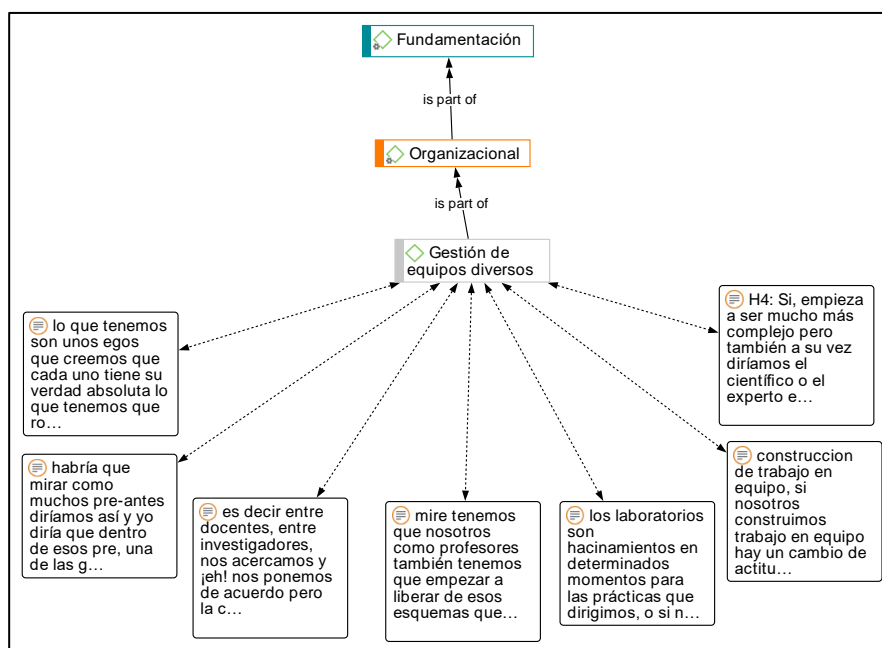 Fundamentación
is part of
Organizacional
is part of
Gestión de
equipos diversos
lo que tenemos
son unos egos
que creemos que
cada uno tiene su
verdad absoluta lo
que tenemos que
ro…
habría que
mirar como
muchos pre-antes
diríamos así y yo
diría que dentro
de esos pre, una
de las g…
es decir entre
docentes, entre
investigadores,
nos acercamos y
¡eh! nos ponemos
de acuerdo pero
la c…
mire tenemos
que nosotros
como profesores
también tenemos
que empezar a
liberar de esos
esquemas que…
los laboratorios
son
hacinamientos en
determinados
momentos para
las prácticas que
dirigimos, o si n…
construccion
de trabajo en
equipo, si
nosotros
construimos
trabajo en equipo
hay un cambio de
actitu…
H4: Si, empieza
a ser mucho más
complejo pero
también a su vez
diríamos el
científico o el
experto e…